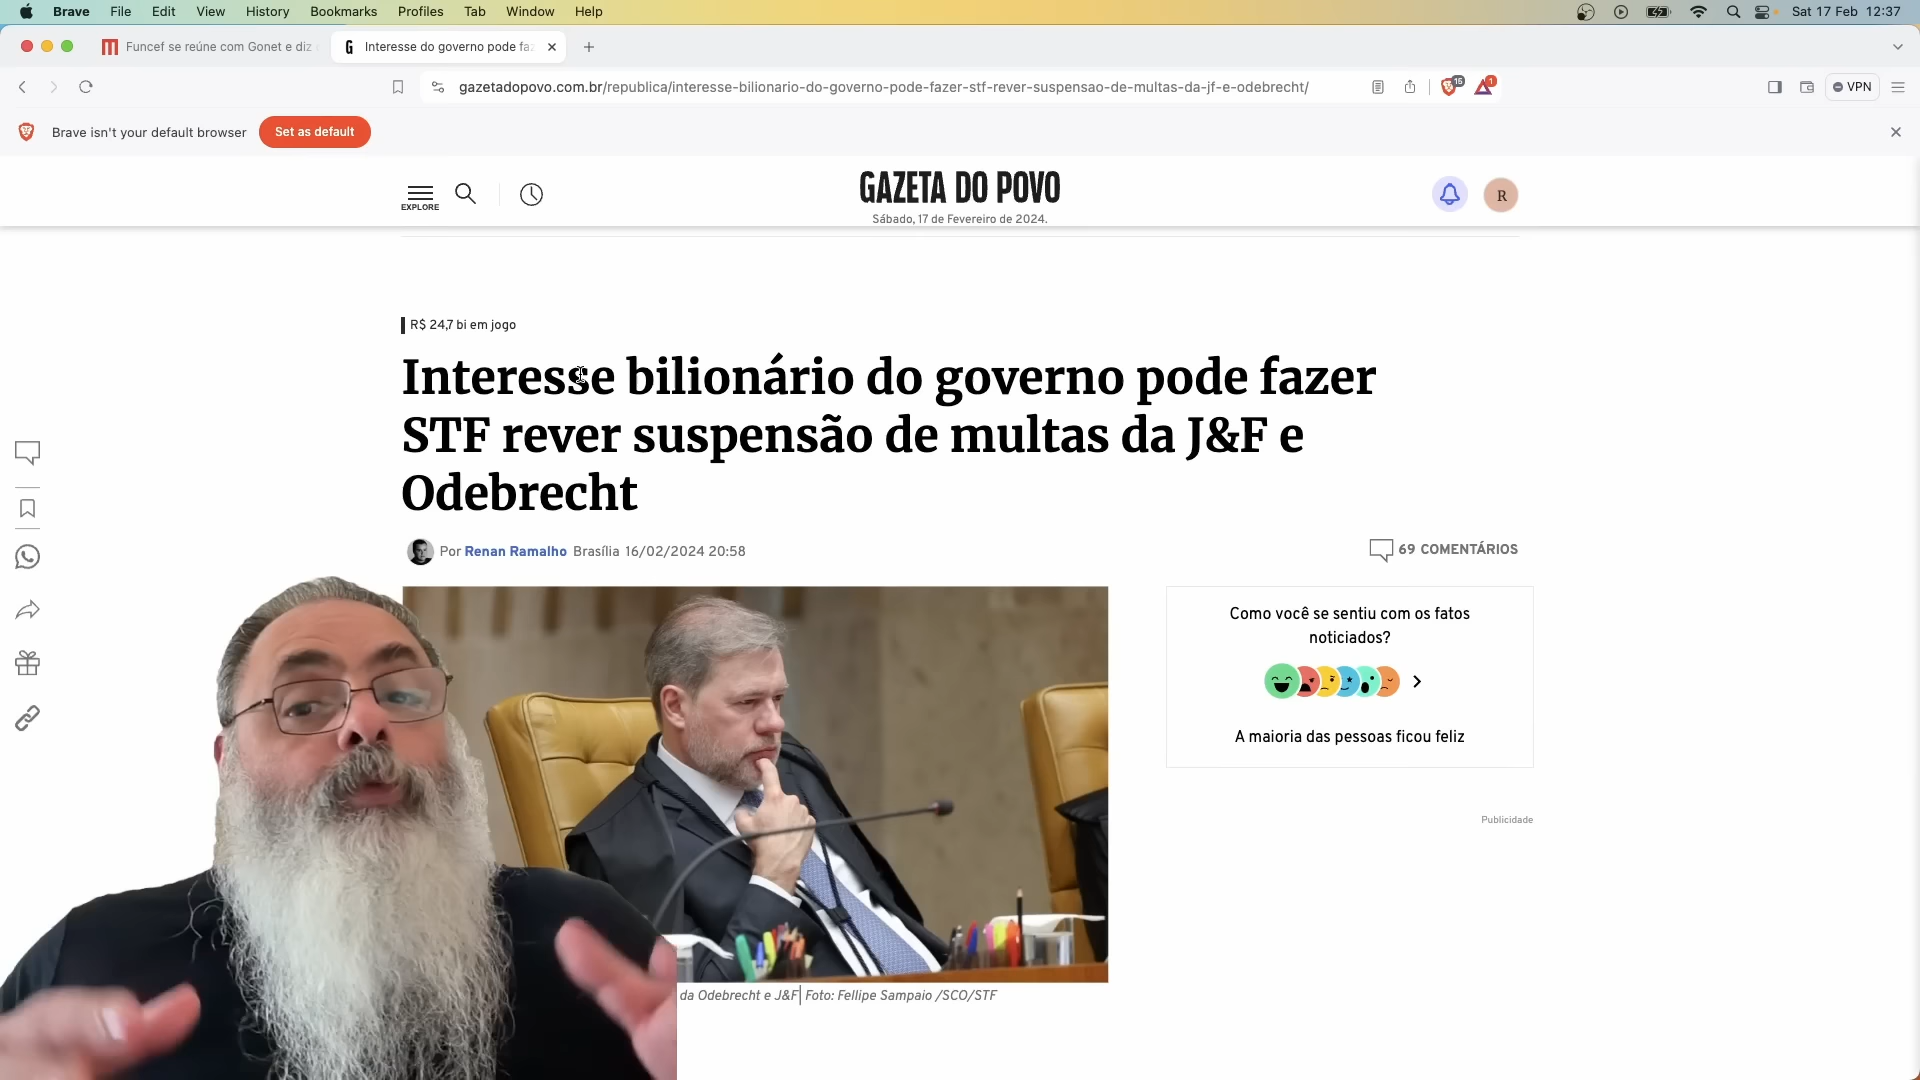 Brave File Edit View History Bookmarks Profiles Tab Window Help Sat 17 Feb 12:37
Funcef se reúne com Gonet e diz
Interesse do governo pode faz
gazetadopovo.com.br/republica/interesse-bilionario-do-governo-pode-fazer-stf-rever-suspensao-de-multas-da-jf-e-odebrecht/
15
1
VPN
Brave isn't your default browser
Set as default
EXPLORE
GAZETA DO POVO
Sábado, 17 de Fevereiro de 2024.
R
R$ 24,7 bi em jogo
Interesse bilionário do governo pode fazer
STF rever suspensão de multas da J&F e
Odebrecht
Por Renan Ramalho Brasília 16/02/2024 20:58
69 COMENTÁRIOS
Como você se sentiu com os fatos
noticiados?
A maioria das pessoas ficou feliz
Publicidade
da Odebrecht e J&F| Foto: Fellipe Sampaio /SCO/STF